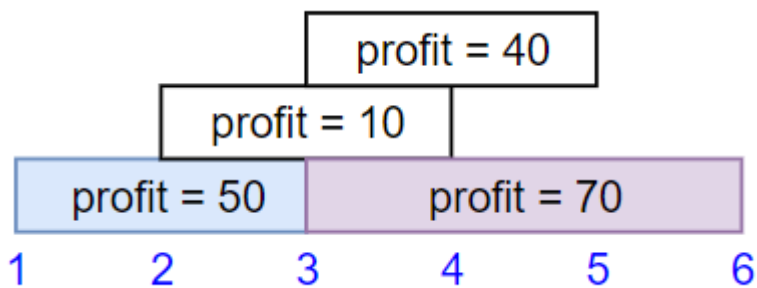 profit = 40
profit = 10
profit = 50 profit = 70
1 2 3 4 5 6